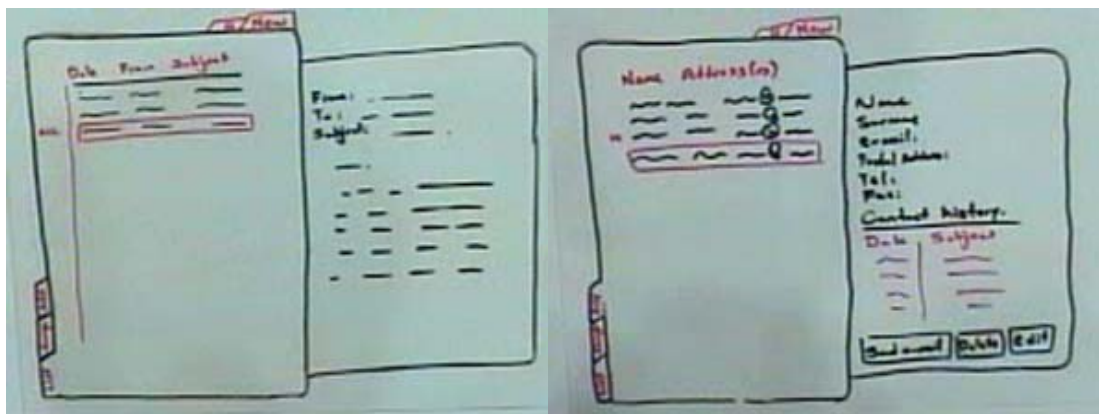 New
Date From Subject
From:
To:
Subject:
New
Name Address(es)
Name
Surname
e-mail:
Postal Address:
Tel:
Fax:
Contact history.
Date Subject
Send e-mail Delete Edit